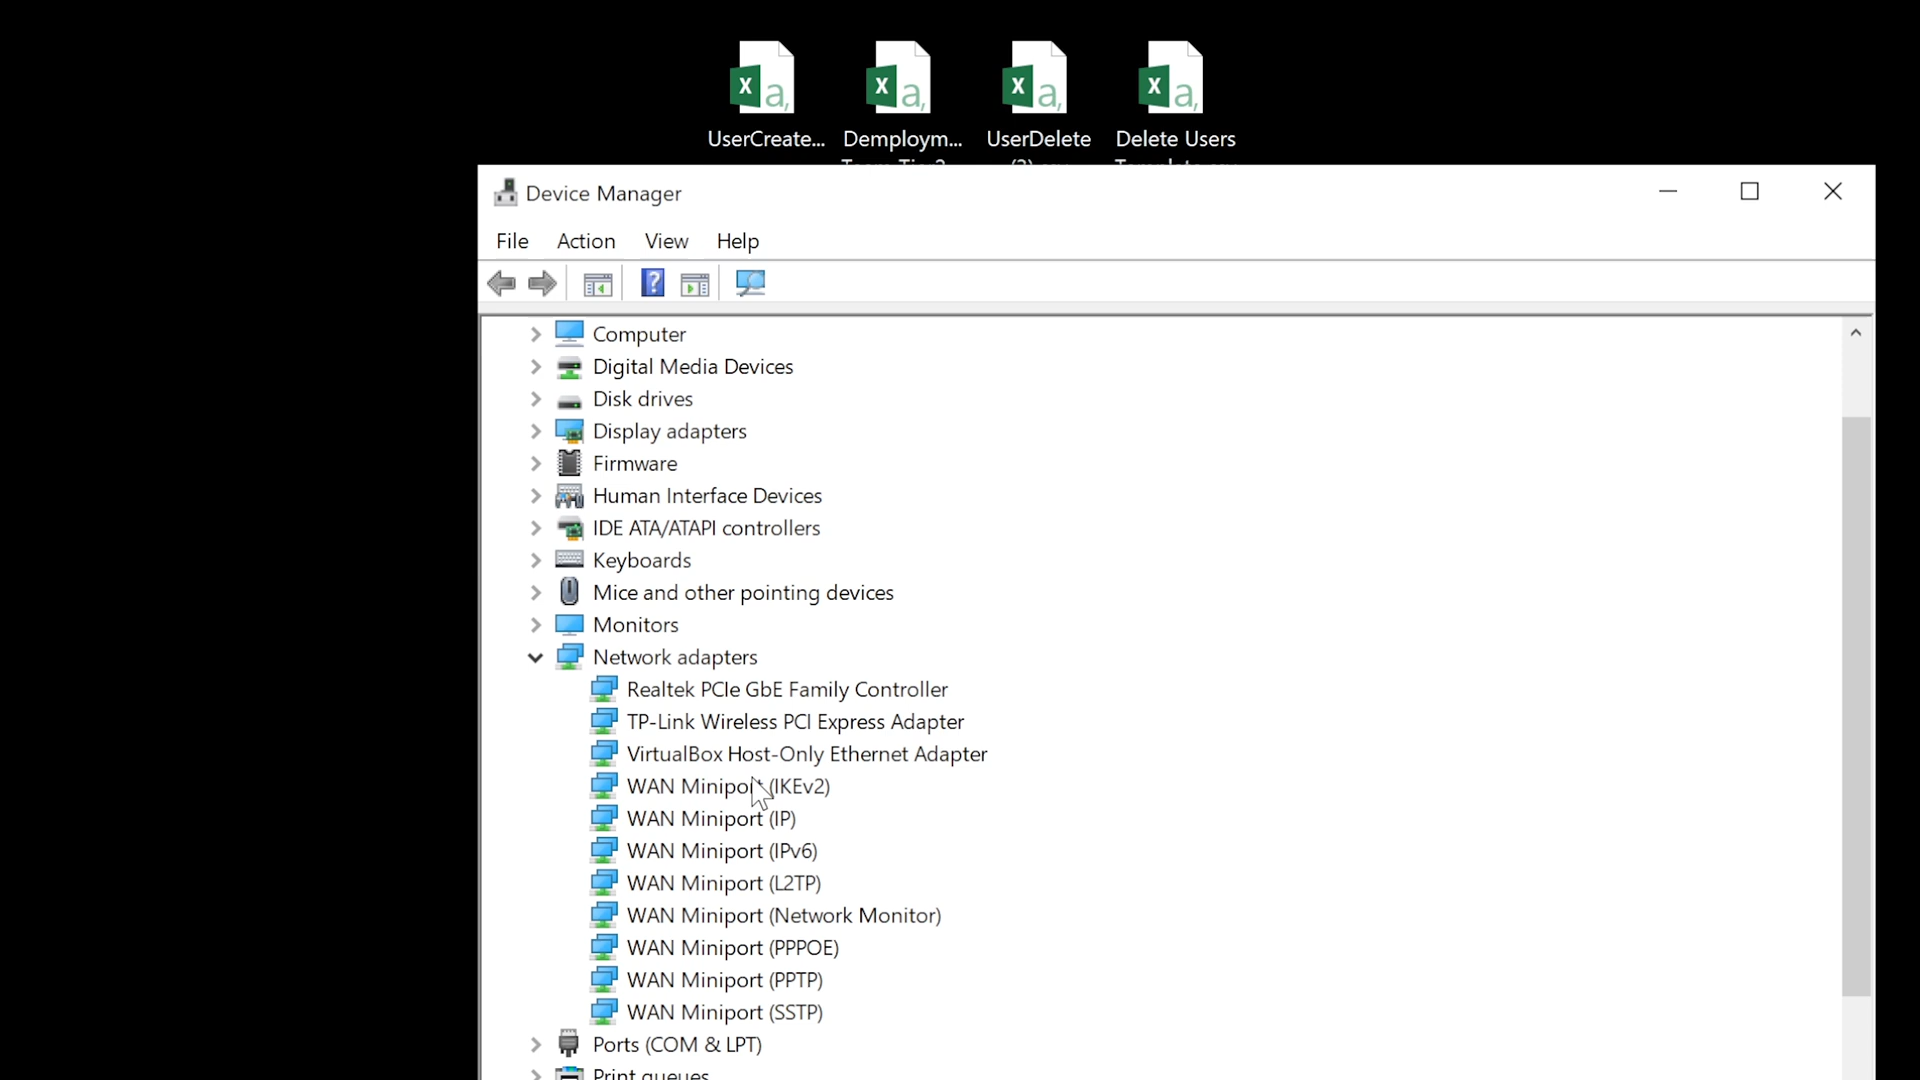 UserCreate... Demploym... UserDelete Delete Users
Device Manager
File Action View Help
Computer
Digital Media Devices
Disk drives
Display adapters
Firmware
Human Interface Devices
IDE ATA/ATAPI controllers
Keyboards
Mice and other pointing devices
Monitors
Network adapters
Realtek PCIe GbE Family Controller
TP-Link Wireless PCI Express Adapter
VirtualBox Host-Only Ethernet Adapter
WAN Miniport (IKEv2)
WAN Miniport (IP)
WAN Miniport (IPv6)
WAN Miniport (L2TP)
WAN Miniport (Network Monitor)
WAN Miniport (PPPOE)
WAN Miniport (PPTP)
WAN Miniport (SSTP)
Ports (COM & LPT)
Print queues